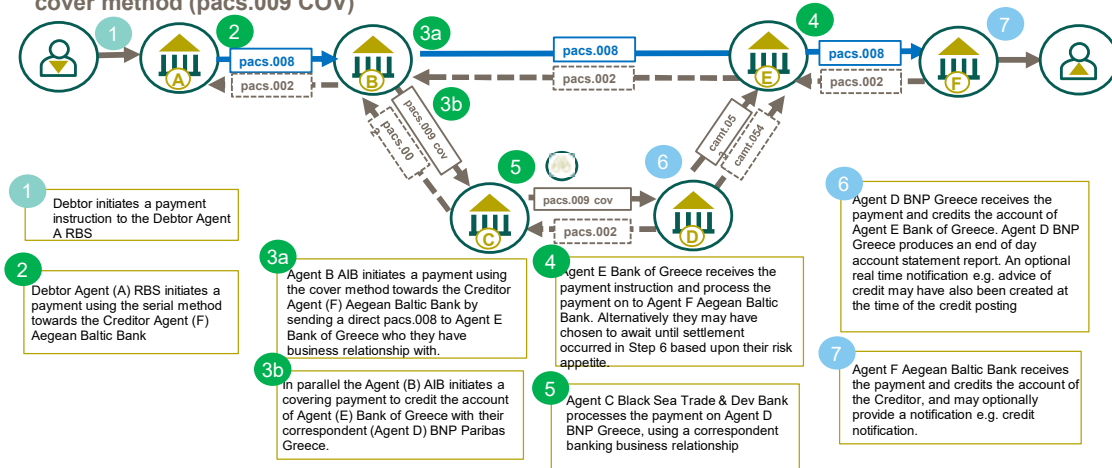 cover method (pacs.009 COV)
1
2
3a
4
7
pacs.008
pacs.008
pacs.008
pacs.002
pacs.002
pacs.002
A
B
E
F
3b
pacs.009 cov
pacs.00
camt.05
camt.054
5
6
pacs.009 cov
pacs.002
C
D
1
Debtor initiates a payment
instruction to the Debtor Agent
A RBS
2
Debtor Agent (A) RBS initiates a
payment using the serial method
towards the Creditor Agent (F)
Aegean Baltic Bank
3a
Agent B AIB initiates a payment using
the cover method towards the Creditor
Agent (F) Aegean Baltic Bank by
sending a direct pacs.008 to Agent E
Bank of Greece who they have
business relationship with.
3b
In parallel the Agent (B) AIB initiates a
covering payment to credit the account
of Agent (E) Bank of Greece with their
correspondent (Agent D) BNP Paribas
Greece.
4
Agent E Bank of Greece receives the
payment instruction and process the
payment on to Agent F Aegean Baltic
Bank. Alternatively they may have
chosen to await until settlement
occurred in Step 6 based upon their risk
appetite.
5
Agent C Black Sea Trade & Dev Bank
processes the payment on Agent D
BNP Greece, using a correspondent
banking business relationship
6
Agent D BNP Greece receives the
payment and credits the account of
Agent E Bank of Greece. Agent D BNP
Greece produces an end of day
account statement report. An optional
real time notification e.g. advice of
credit may have also been created at
the time of the credit posting
7
Agent F Aegean Baltic Bank receives
the payment and credits the account of
the Creditor, and may optionally
provide a notification e.g. credit
notification.